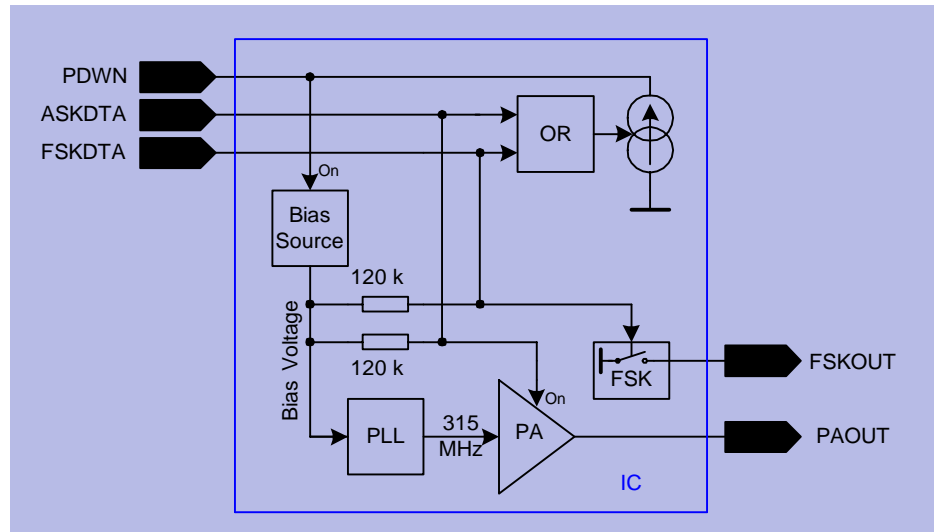 PDWN
ASKDTA
FSKDTA
OR
On
Bias
Source
120 k
Bias Voltage
120 k
FSK
FSKOUT
On
315
MHz
PLL
PA
PAOUT
IC